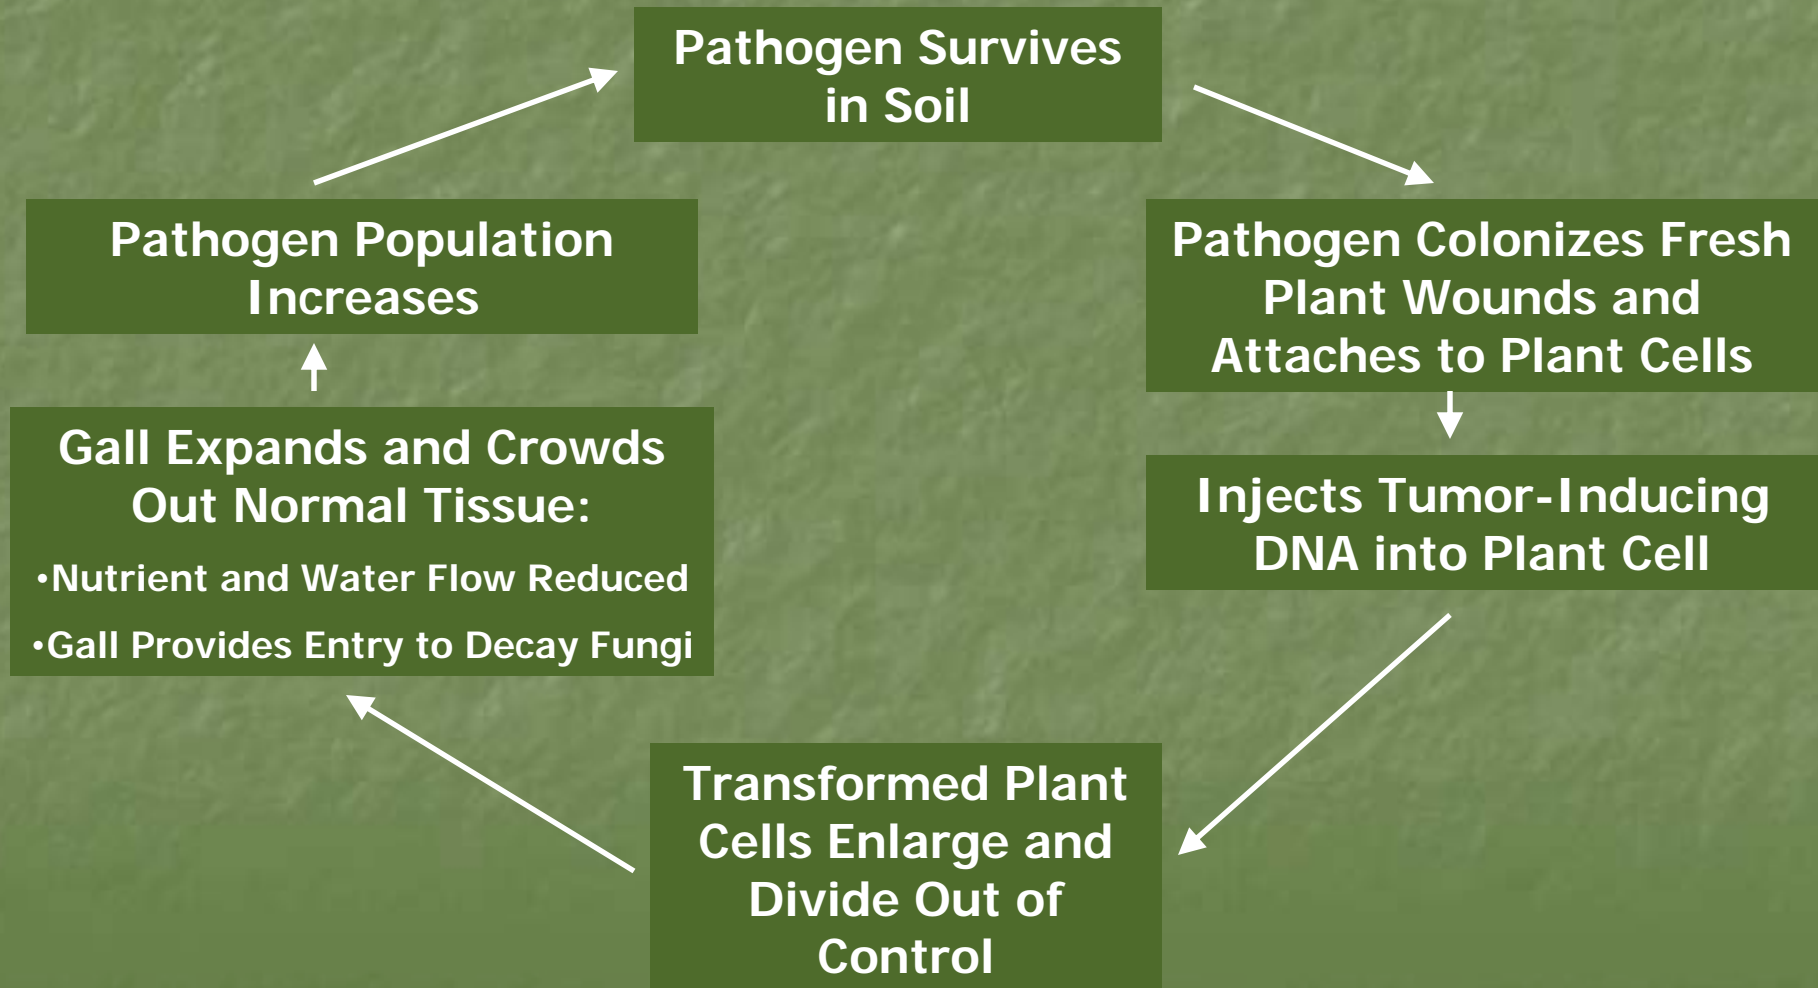 Pathogen Survives
in Soil
Pathogen Colonizes Fresh
Plant Wounds and
Attaches to Plant Cells
Injects Tumor-Inducing
DNA into Plant Cell
Transformed Plant
Cells Enlarge and
Divide Out of
Control
Gall Expands and Crowds
Out Normal Tissue:
•Nutrient and Water Flow Reduced
•Gall Provides Entry to Decay Fungi
Pathogen Population
Increases